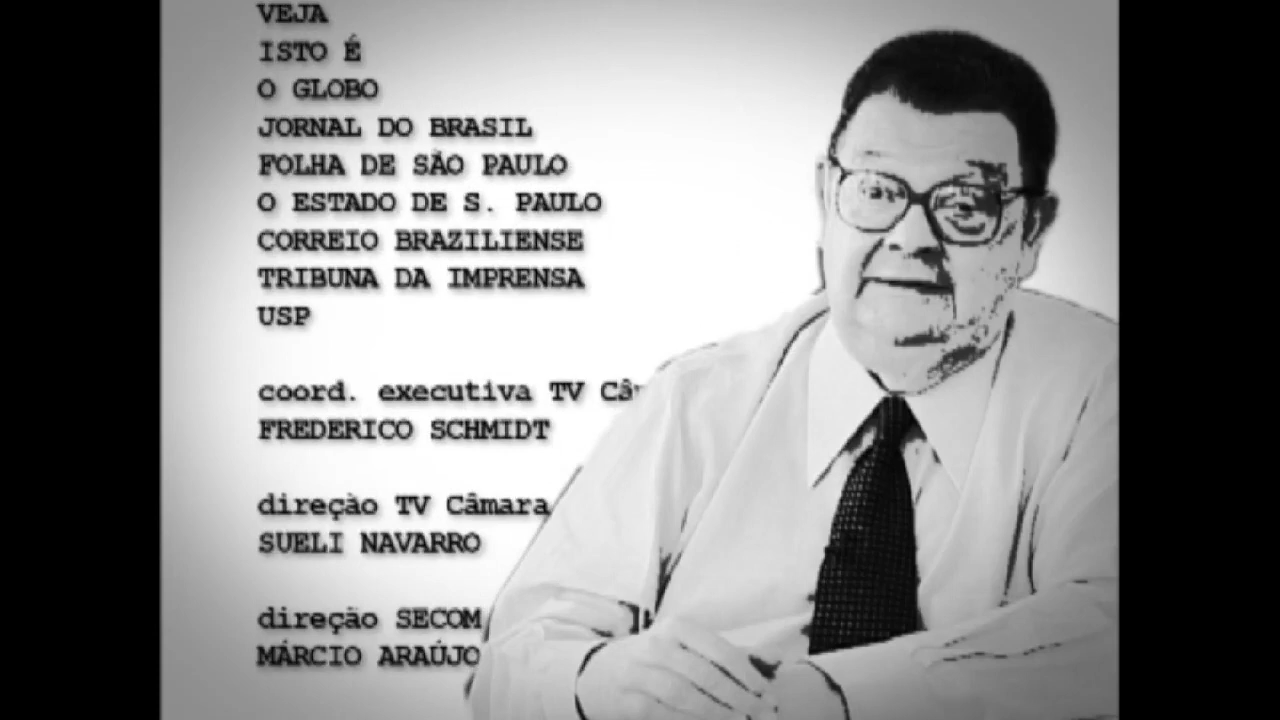 VEJA
ISTO É
O GLOBO
JORNAL DO BRASIL
FOLHA DE SÃO PAULO
O ESTADO DE S. PAULO
CORREIO BRAZILIENSE
TRIBUNA DA IMPRENSA
USP
coord. executiva TV
FREDERICO SCHMIDT
direção TV Câmara
SUELI NAVARRO
direção SECOM
MÁRCIO ARAÚJO